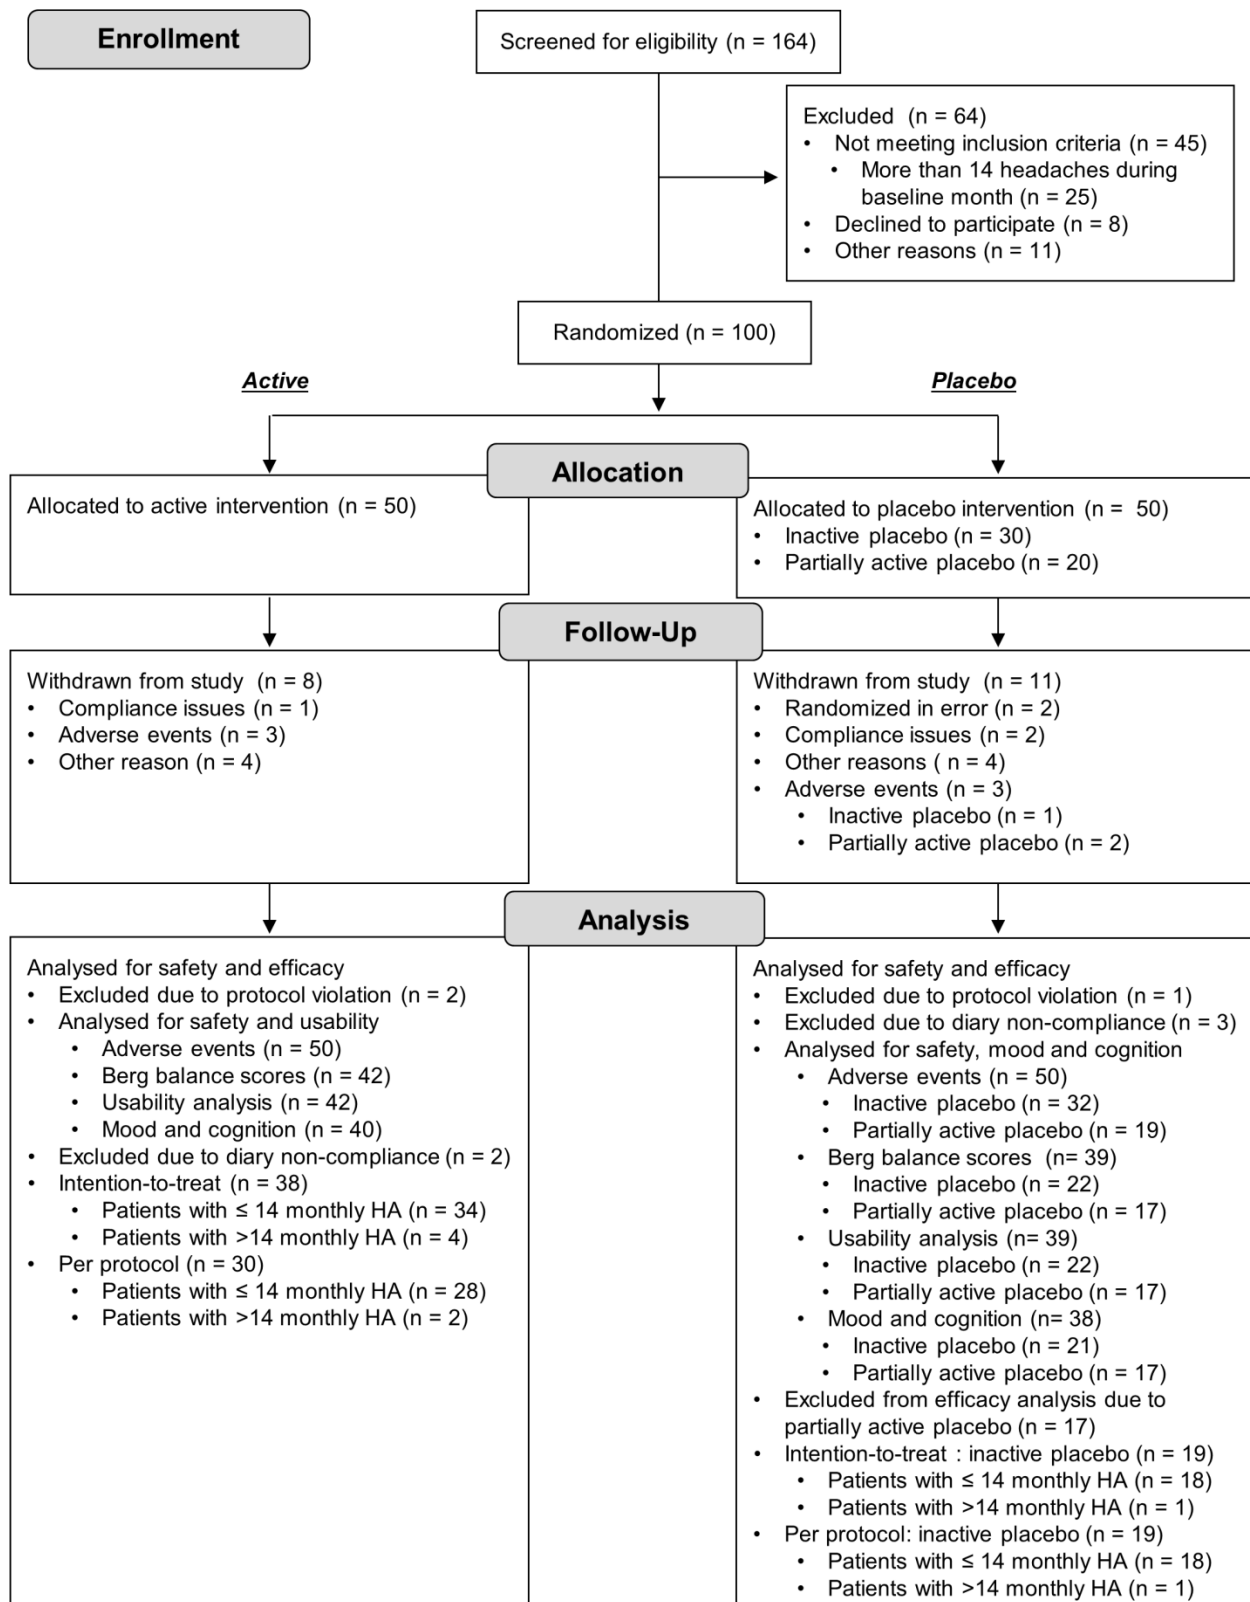 Enrollment
Screened for eligibility (n = 164)
Excluded (n = 64)
• Not meeting inclusion criteria (n = 45)
• More than 14 headaches during
baseline month (n = 25)
• Declined to participate (n = 8)
• Other reasons (n = 11)
Randomized (n = 100)
Active
Placebo
Allocation
Allocated to active intervention (n = 50)
Allocated to placebo intervention (n = 50)
• Inactive placebo (n = 30)
• Partially active placebo (n = 20)
Follow-Up
Withdrawn from study (n = 8)
• Compliance issues (n = 1)
• Adverse events (n = 3)
• Other reason (n = 4)
Withdrawn from study (n = 11)
• Randomized in error (n = 2)
• Compliance issues (n = 2)
• Other reasons ( n = 4)
• Adverse events (n = 3)
• Inactive placebo (n = 1)
• Partially active placebo (n = 2)
Analysis
Analysed for safety and efficacy
• Excluded due to protocol violation (n = 2)
• Analysed for safety and usability
• Adverse events (n = 50)
• Berg balance scores (n = 42)
• Usability analysis (n = 42)
• Mood and cognition (n = 40)
• Excluded due to diary non-compliance (n = 2)
• Intention-to-treat (n = 38)
• Patients with ≤ 14 monthly HA (n = 34)
• Patients with >14 monthly HA (n = 4)
• Per protocol (n = 30)
• Patients with ≤ 14 monthly HA (n = 28)
• Patients with >14 monthly HA (n = 2)
Analysed for safety and efficacy
• Excluded due to protocol violation (n = 1)
• Excluded due to diary non-compliance (n = 3)
• Analysed for safety, mood and cognition
• Adverse events (n = 50)
• Inactive placebo (n = 32)
• Partially active placebo (n = 19)
• Berg balance scores (n= 39)
• Inactive placebo (n = 22)
• Partially active placebo (n = 17)
• Usability analysis (n= 39)
• Inactive placebo (n = 22)
• Partially active placebo (n = 17)
• Mood and cognition (n= 38)
• Inactive placebo (n = 21)
• Partially active placebo (n = 17)
• Excluded from efficacy analysis due to
partially active placebo (n = 17)
• Intention-to-treat : inactive placebo (n = 19)
• Patients with ≤ 14 monthly HA (n = 18)
• Patients with >14 monthly HA (n = 1)
• Per protocol: inactive placebo (n = 19)
• Patients with ≤ 14 monthly HA (n = 18)
• Patients with >14 monthly HA (n = 1)